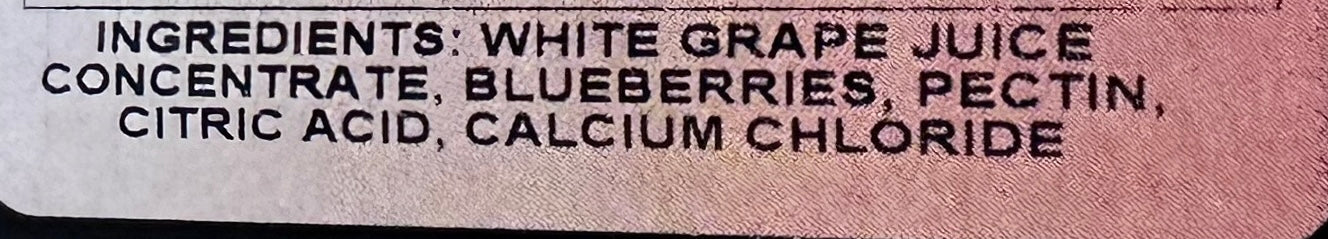 INGREDIENTS: WHITE GRAPE JUICE
CONCENTRATE, BLUEBERRIES, PECTIN,
CITRIC ACID, CALCIUM CHLORIDE